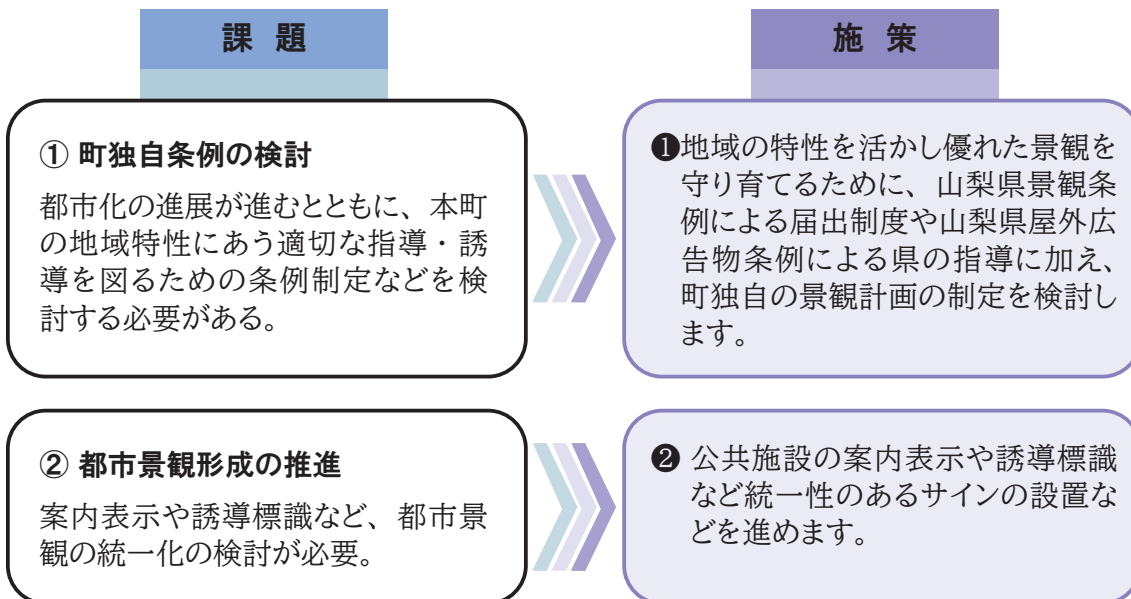 課 題
施 策
① 町独自条例の検討
都市化の進展が進むとともに、本町
の地域特性にあう適切な指導・誘
導を図るための条例制定などを検
討する必要がある。
❶地域の特性を活かし優れた景観を
守り育てるために、山梨県景観条
例による届出制度や山梨県屋外広
告物条例による県の指導に加え、
町独自の景観計画の制定を検討し
ます。
② 都市景観形成の推進
案内表示や誘導標識など、都市景
観の統一化の検討が必要。
❷ 公共施設の案内表示や誘導標識
など統一性のあるサインの設置な
どを進めます。